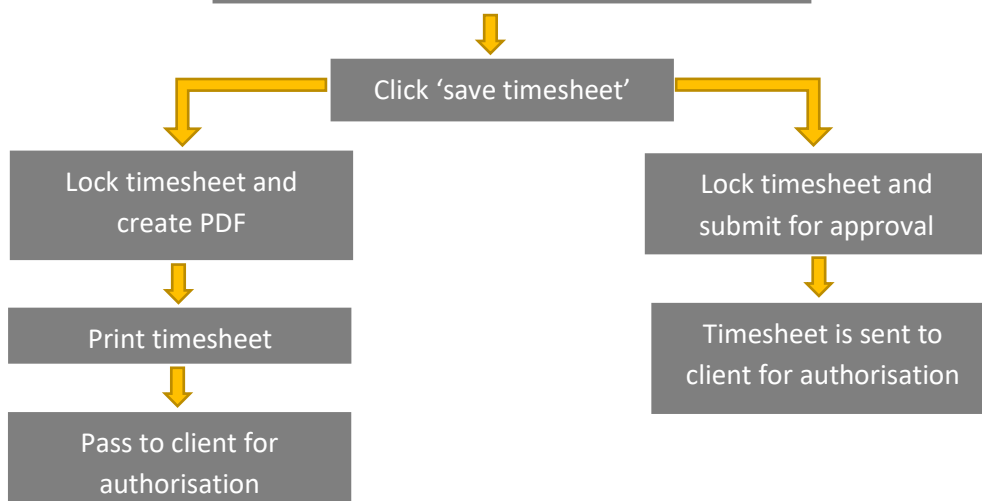 Click ‘save timesheet’
Lock timesheet and
create PDF
Print timesheet
Pass to client for
authorisation
Lock timesheet and
submit for approval
Timesheet is sent to
client for authorisation